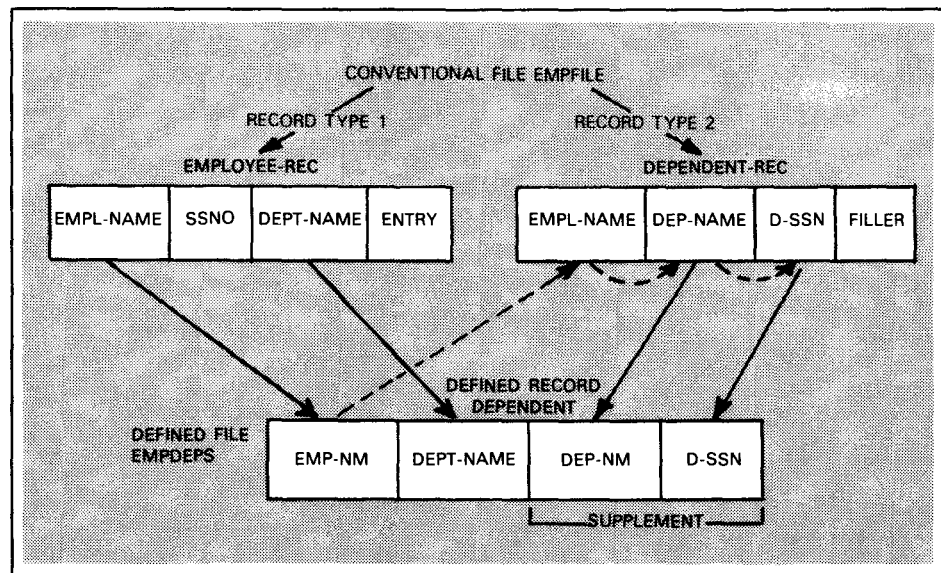 CONVENTIONAL FILE EMPFILE
RECORD TYPE 1
RECORD TYPE 2
EMPLOYEE-REC
DEPENDENT-REC
EMPL-NAME SSNO DEPT-NAME ENTRY
EMPL-NAME DEP-NAME D-SSN FILLER
DEFINED RECORD
DEPENDENT
DEFINED FILE
EMPDEPS
EMP-NM DEPT-NAME DEP-NM D-SSN
SUPPLEMENT